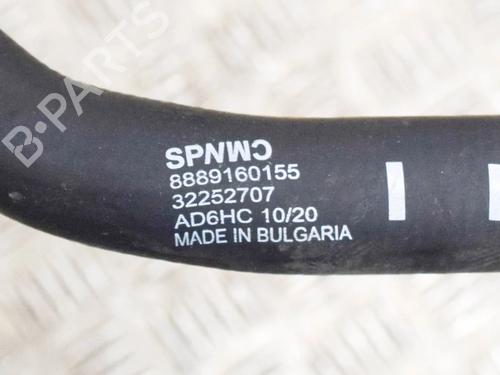 B-PARTS
SPNWC
8889160155
32252707
AD6HC 10/20
MADE IN BULGARIA